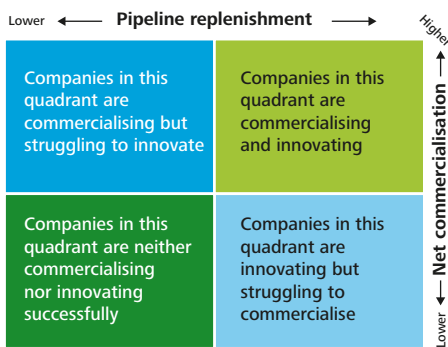 Lower Pipeline replenishment Higher
Companies in this
quadrant are
commercialising but
struggling to innovate
Companies in this
quadrant are
commercialising
and innovating
Companies in this
quadrant are neither
commercialising
nor innovating
successfully
Companies in this
quadrant are
innovating but
struggling to
commercialise
Lower Net commercialisation